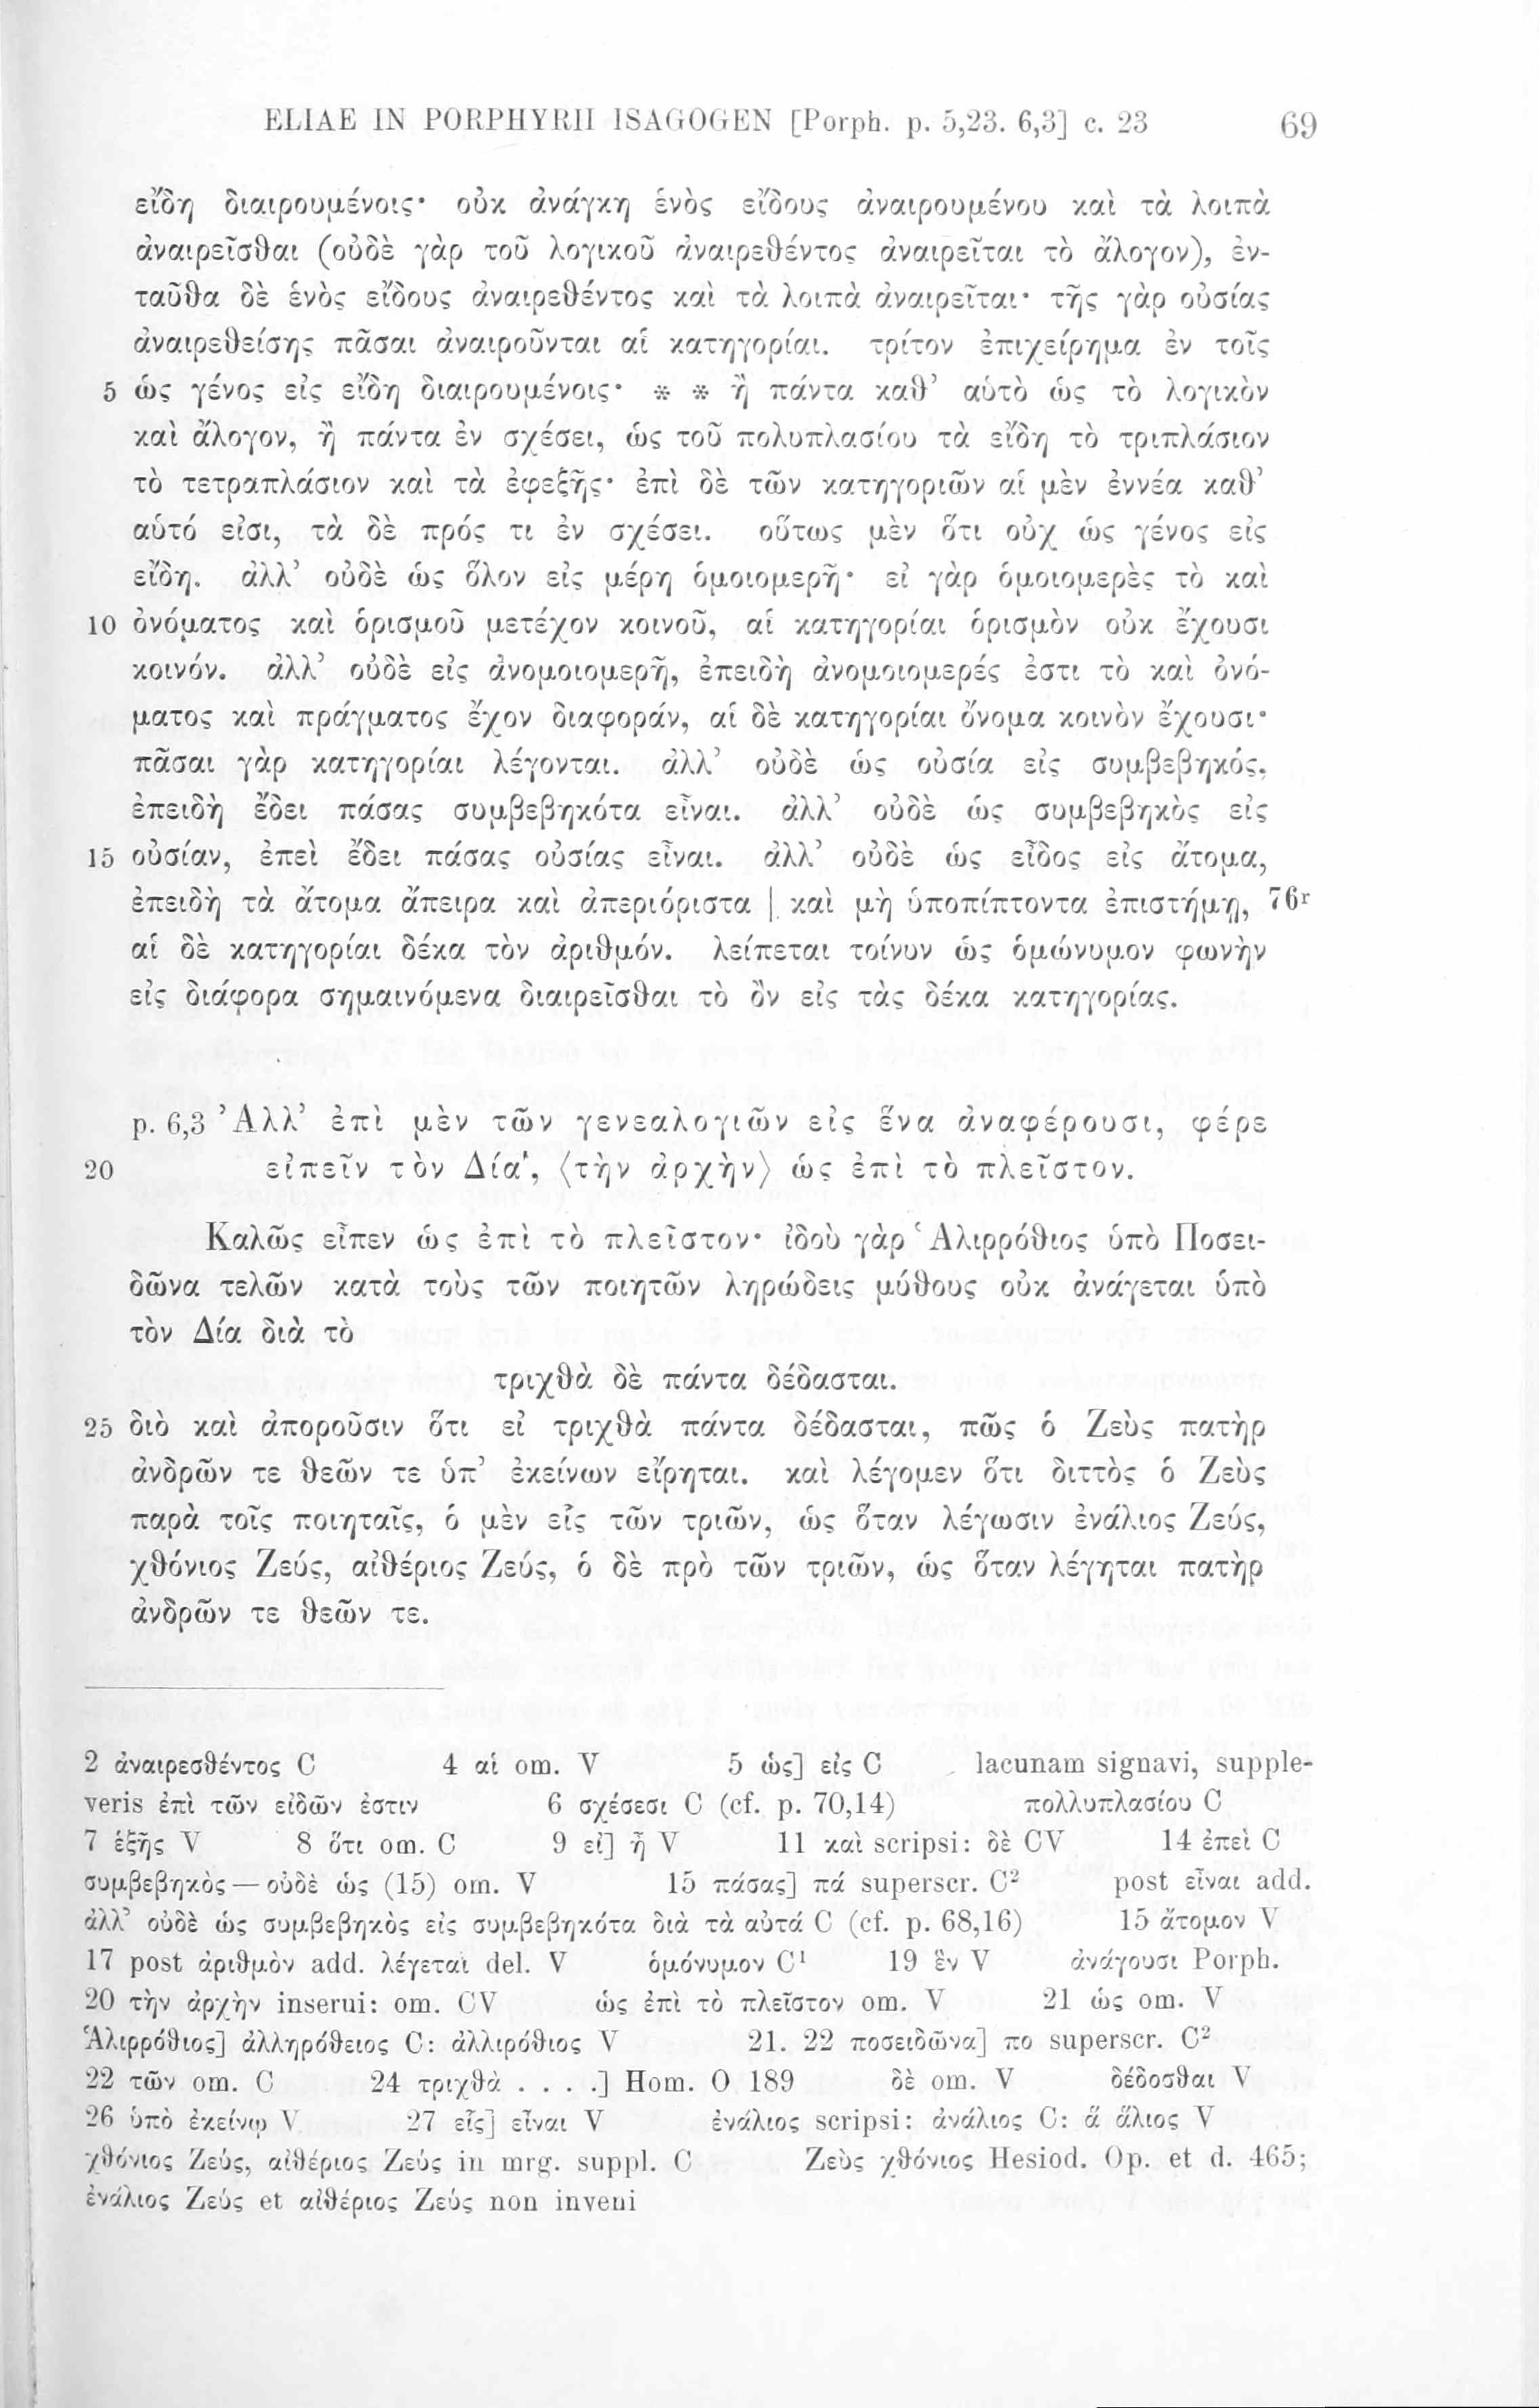 ELIAE IN PORPHYRII ISAGOGEN [Porph. p. 5,23. 6,3] c. 23 69
εἴδη διαιρουμένοις· οὐκ ἀνάγκη ἑνὸς εἴδους ἀναιρουμένου καὶ τὰ λοιπὰ
ἀναιρεῖσθαι (οὐδὲ γὰρ τοῦ λογικοῦ ἀναιρεθέντος ἀναιρεῖται τὸ ἄλογον), ἐν-
ταῦθα δὲ ἑνὸς εἴδους ἀναιρεθέντος καὶ τὰ λοιπὰ ἀναιρεῖται· τῆς γὰρ οὐσίας
ἀναιρεθείσης πᾶσαι ἀναιροῦνται αἱ κατηγορίαι. τρίτον ἐπιχείρημα ἐν τοῖς
5 ὡς γένος εἰς εἴδη διαιρουμένοις· * * ἢ πάντα καθ’ αὑτὸ ὡς τὸ λογικὸν
καὶ ἄλογον, ἢ πάντα ἐν σχέσει, ὡς τοῦ πολυπλασίου τὰ εἴδη τὸ τριπλάσιον
τὸ τετραπλάσιον καὶ τὰ ἐφεξῆς· ἐπὶ δὲ τῶν κατηγοριῶν αἱ μὲν ἐννέα καθ’
αὑτό εἰσι, τὰ δὲ πρός τι ἐν σχέσει. οὕτως μὲν ὅτι οὐχ ὡς γένος εἰς
εἴδη. ἀλλ’ οὐδὲ ὡς ὅλον εἰς μέρη ὁμοιομερῆ· εἰ γὰρ ὁμοιομερὲς τὸ καὶ
10 ὀνόματος καὶ ὁρισμοῦ μετέχον κοινοῦ, αἱ κατηγορίαι ὁρισμὸν οὐκ ἔχουσι
κοινόν. ἀλλ’ οὐδὲ εἰς ἀνομοιομερῆ, ἐπειδὴ ἀνομοιομερές ἐστι τὸ καὶ ὀνό-
ματος καὶ πράγματος ἔχον διαφοράν, αἱ δὲ κατηγορίαι ὄνομα κοινὸν ἔχουσι·
πᾶσαι γὰρ κατηγορίαι λέγονται. ἀλλ’ οὐδὲ ὡς οὐσία εἰς συμβεβηκός,
ἐπειδὴ ἔδει πάσας συμβεβηκότα εἶναι. ἀλλ’ οὐδὲ ὡς συμβεβηκὸς εἰς
15 οὐσίαν, ἐπεὶ ἔδει πάσας οὐσίας εἶναι. ἀλλ’ οὐδὲ ὡς εἶδος εἰς ἄτομα,
ἐπειδὴ τὰ ἄτομα ἄπειρα καὶ ἀπεριόριστα | καὶ μὴ ὑποπίπτοντα ἐπιστήμῃ, 76ʳ
αἱ δὲ κατηγορίαι δέκα τὸν ἀριθμόν. λείπεται τοίνυν ὡς ὁμώνυμον φωνὴν
εἰς διάφορα σημαινόμενα διαιρεῖσθαι τὸ ὂν εἰς τὰς δέκα κατηγορίας.
p. 6,3 Ἀλλ’ ἐπὶ μὲν τῶν γενεαλογιῶν εἰς ἕνα ἀναφέρουσι, φέρε
20 εἰπεῖν τὸν Δία, ⟨τὴν ἀρχὴν⟩ ὡς ἐπὶ τὸ πλεῖστον.
Καλῶς εἶπεν ὡς ἐπὶ τὸ πλεῖστον· ἰδοὺ γὰρ Ἁλιρρόθιος ὑπὸ Ποσει-
δῶνα τελῶν κατὰ τοὺς τῶν ποιητῶν ληρώδεις μύθους οὐκ ἀνάγεται ὑπὸ
τὸν Δία διὰ τὸ
τριχθὰ δὲ πάντα δέδασται.
25 διὸ καὶ ἀποροῦσιν ὅτι εἰ τριχθὰ πάντα δέδασται, πῶς ὁ Ζεὺς πατὴρ
ἀνδρῶν τε θεῶν τε ὑπ’ ἐκείνων εἴρηται. καὶ λέγομεν ὅτι διττὸς ὁ Ζεὺς
παρὰ τοῖς ποιηταῖς, ὁ μὲν εἷς τῶν τριῶν, ὡς ὅταν λέγωσιν ἐνάλιος Ζεύς,
χθόνιος Ζεύς, αἰθέριος Ζεύς, ὁ δὲ πρὸ τῶν τριῶν, ὡς ὅταν λέγηται πατὴρ
ἀνδρῶν τε θεῶν τε.
2 ἀναιρεσθέντος C 4 αἱ om. V 5 ὡς] εἰς C lacunam signavi, supple-
veris ἐπὶ τῶν εἰδῶν ἐστιν 6 σχέσεσι C (cf. p. 70,14) πολλυπλασίου C
7 ἑξῆς V 8 ὅτι om. C 9 εἰ] ἢ V 11 καὶ scripsi: δὲ CV 14 ἐπεὶ C
συμβεβηκὸς — οὐδὲ ὡς (15) om. V 15 πάσας] πά superscr. C² post εἶναι add.
ἀλλ’ οὐδὲ ὡς συμβεβηκὸς εἰς συμβεβηκότα διὰ τὰ αὐτά C (cf. p. 68,16) 15 ἄτομον V
17 post ἀριθμὸν add. λέγεται del. V ὁμόνυμον C¹ 19 ἓν V ἀνάγουσι Porph.
20 τὴν ἀρχὴν inserui: om. CV ὡς ἐπὶ τὸ πλεῖστον om. V 21 ὡς om. V
Ἁλιρρόθιος] ἀλληρόθειος C: ἀλλιρόθιος V 21. 22 ποσειδῶνα] πο superscr. C²
22 τῶν om. C 24 τριχθὰ . . . .] Hom. O 189 δὲ om. V δέδοσθαι V
26 ὑπὸ ἐκείνῳ V 27 εἷς] εἶναι V ἐνάλιος scripsi: ἀνάλιος C: ἅ ἅλιος V
χθόνιος Ζεύς, αἰθέριος Ζεύς in mrg. suppl. C Ζεὺς χθόνιος Hesiod. Op. et d. 465;
ἐνάλιος Ζεύς et αἰθέριος Ζεύς non inveni